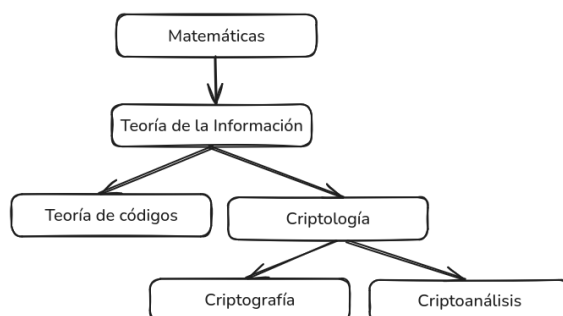 Matemáticas
Teoría de la Información
Teoría de códigos
Criptología
Criptografía
Criptoanálisis